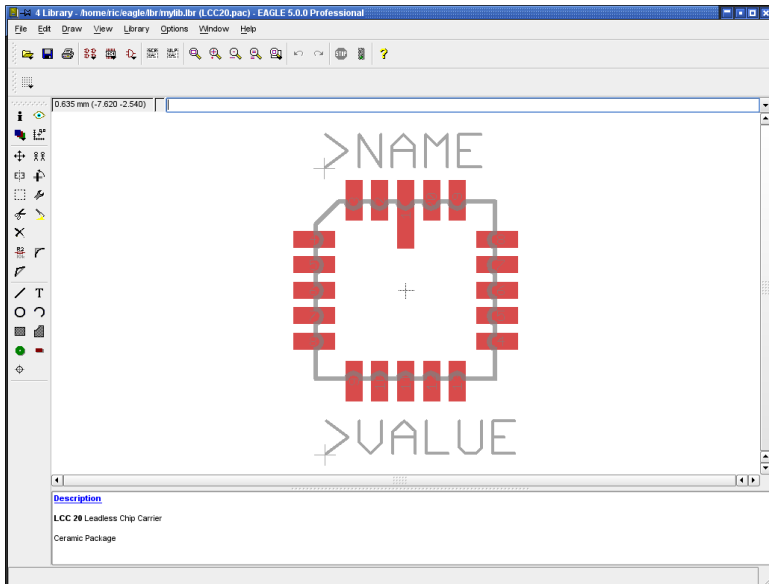 4 Library - /home/ric/eagle/lbr/mylib.lbr (LCC20.pac) - EAGLE 5.0.0 Professional
File Edit Draw View Library Options Window Help
0.635 mm (-7.620 -2.540)
>NAME
>VALUE
Description
LCC 20 Leadless Chip Carrier
Ceramic Package